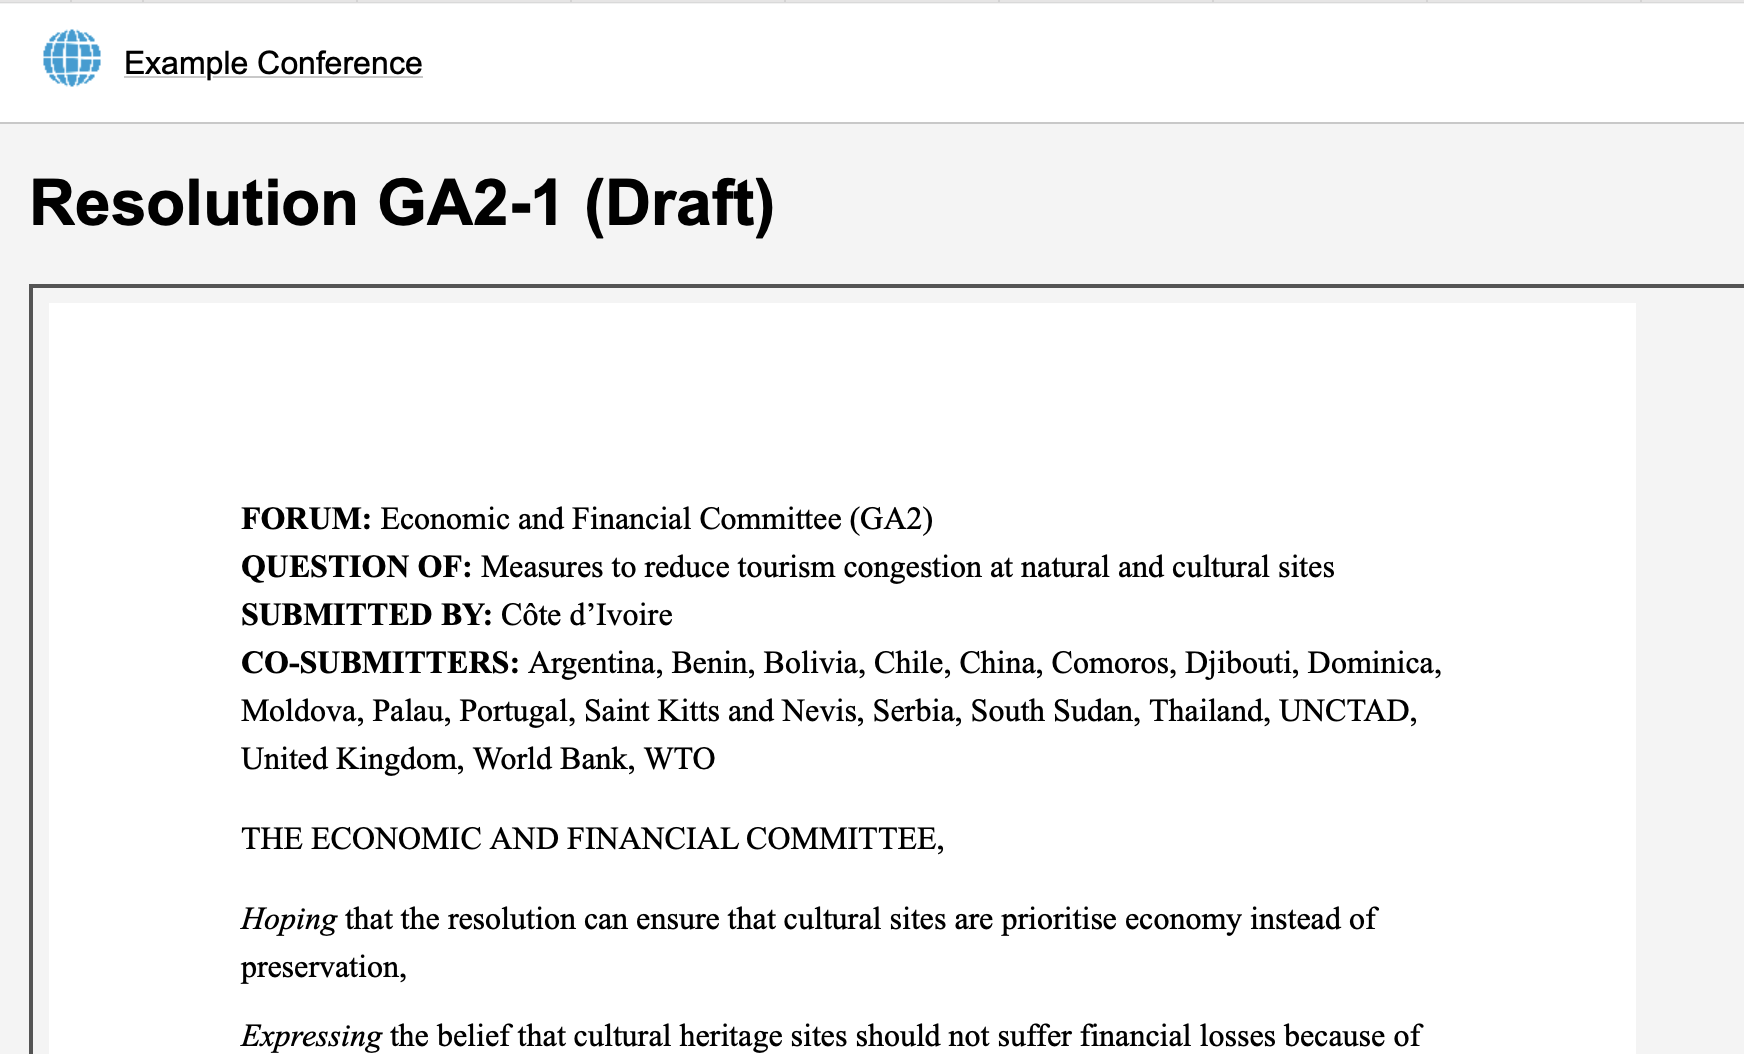 Example Conference
Resolution GA2-1 (Draft)
FORUM: Economic and Financial Committee (GA2)
QUESTION OF: Measures to reduce tourism congestion at natural and cultural sites
SUBMITTED BY: Côte d’Ivoire
CO-SUBMITTERS: Argentina, Benin, Bolivia, Chile, China, Comoros, Djibouti, Dominica,
Moldova, Palau, Portugal, Saint Kitts and Nevis, Serbia, South Sudan, Thailand, UNCTAD,
United Kingdom, World Bank, WTO
THE ECONOMIC AND FINANCIAL COMMITTEE,
Hoping that the resolution can ensure that cultural sites are prioritise economy instead of
preservation,
Expressing the belief that cultural heritage sites should not suffer financial losses because of